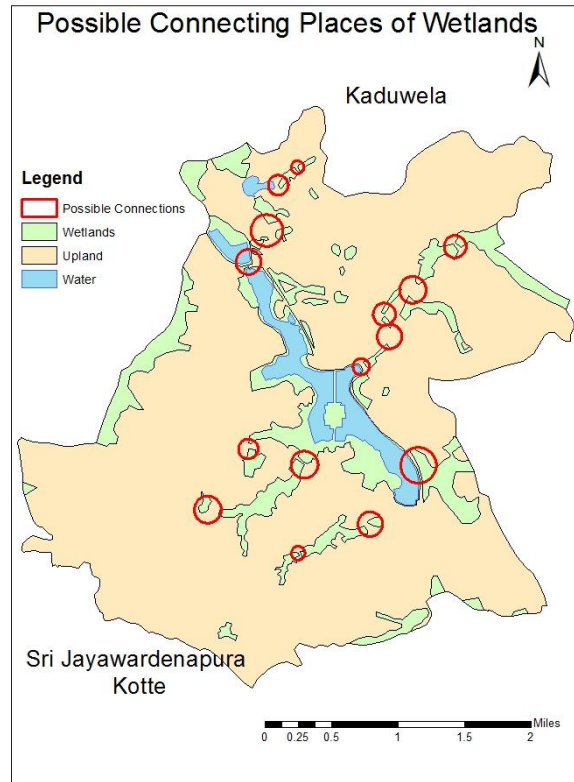 Possible Connecting Places of Wetlands
N
Kaduwela
Legend
Possible Connections
Wetlands
Upland
Water
Sri Jayawardenapura
Kotte
Miles
0 0.25 0.5 1 1.5 2